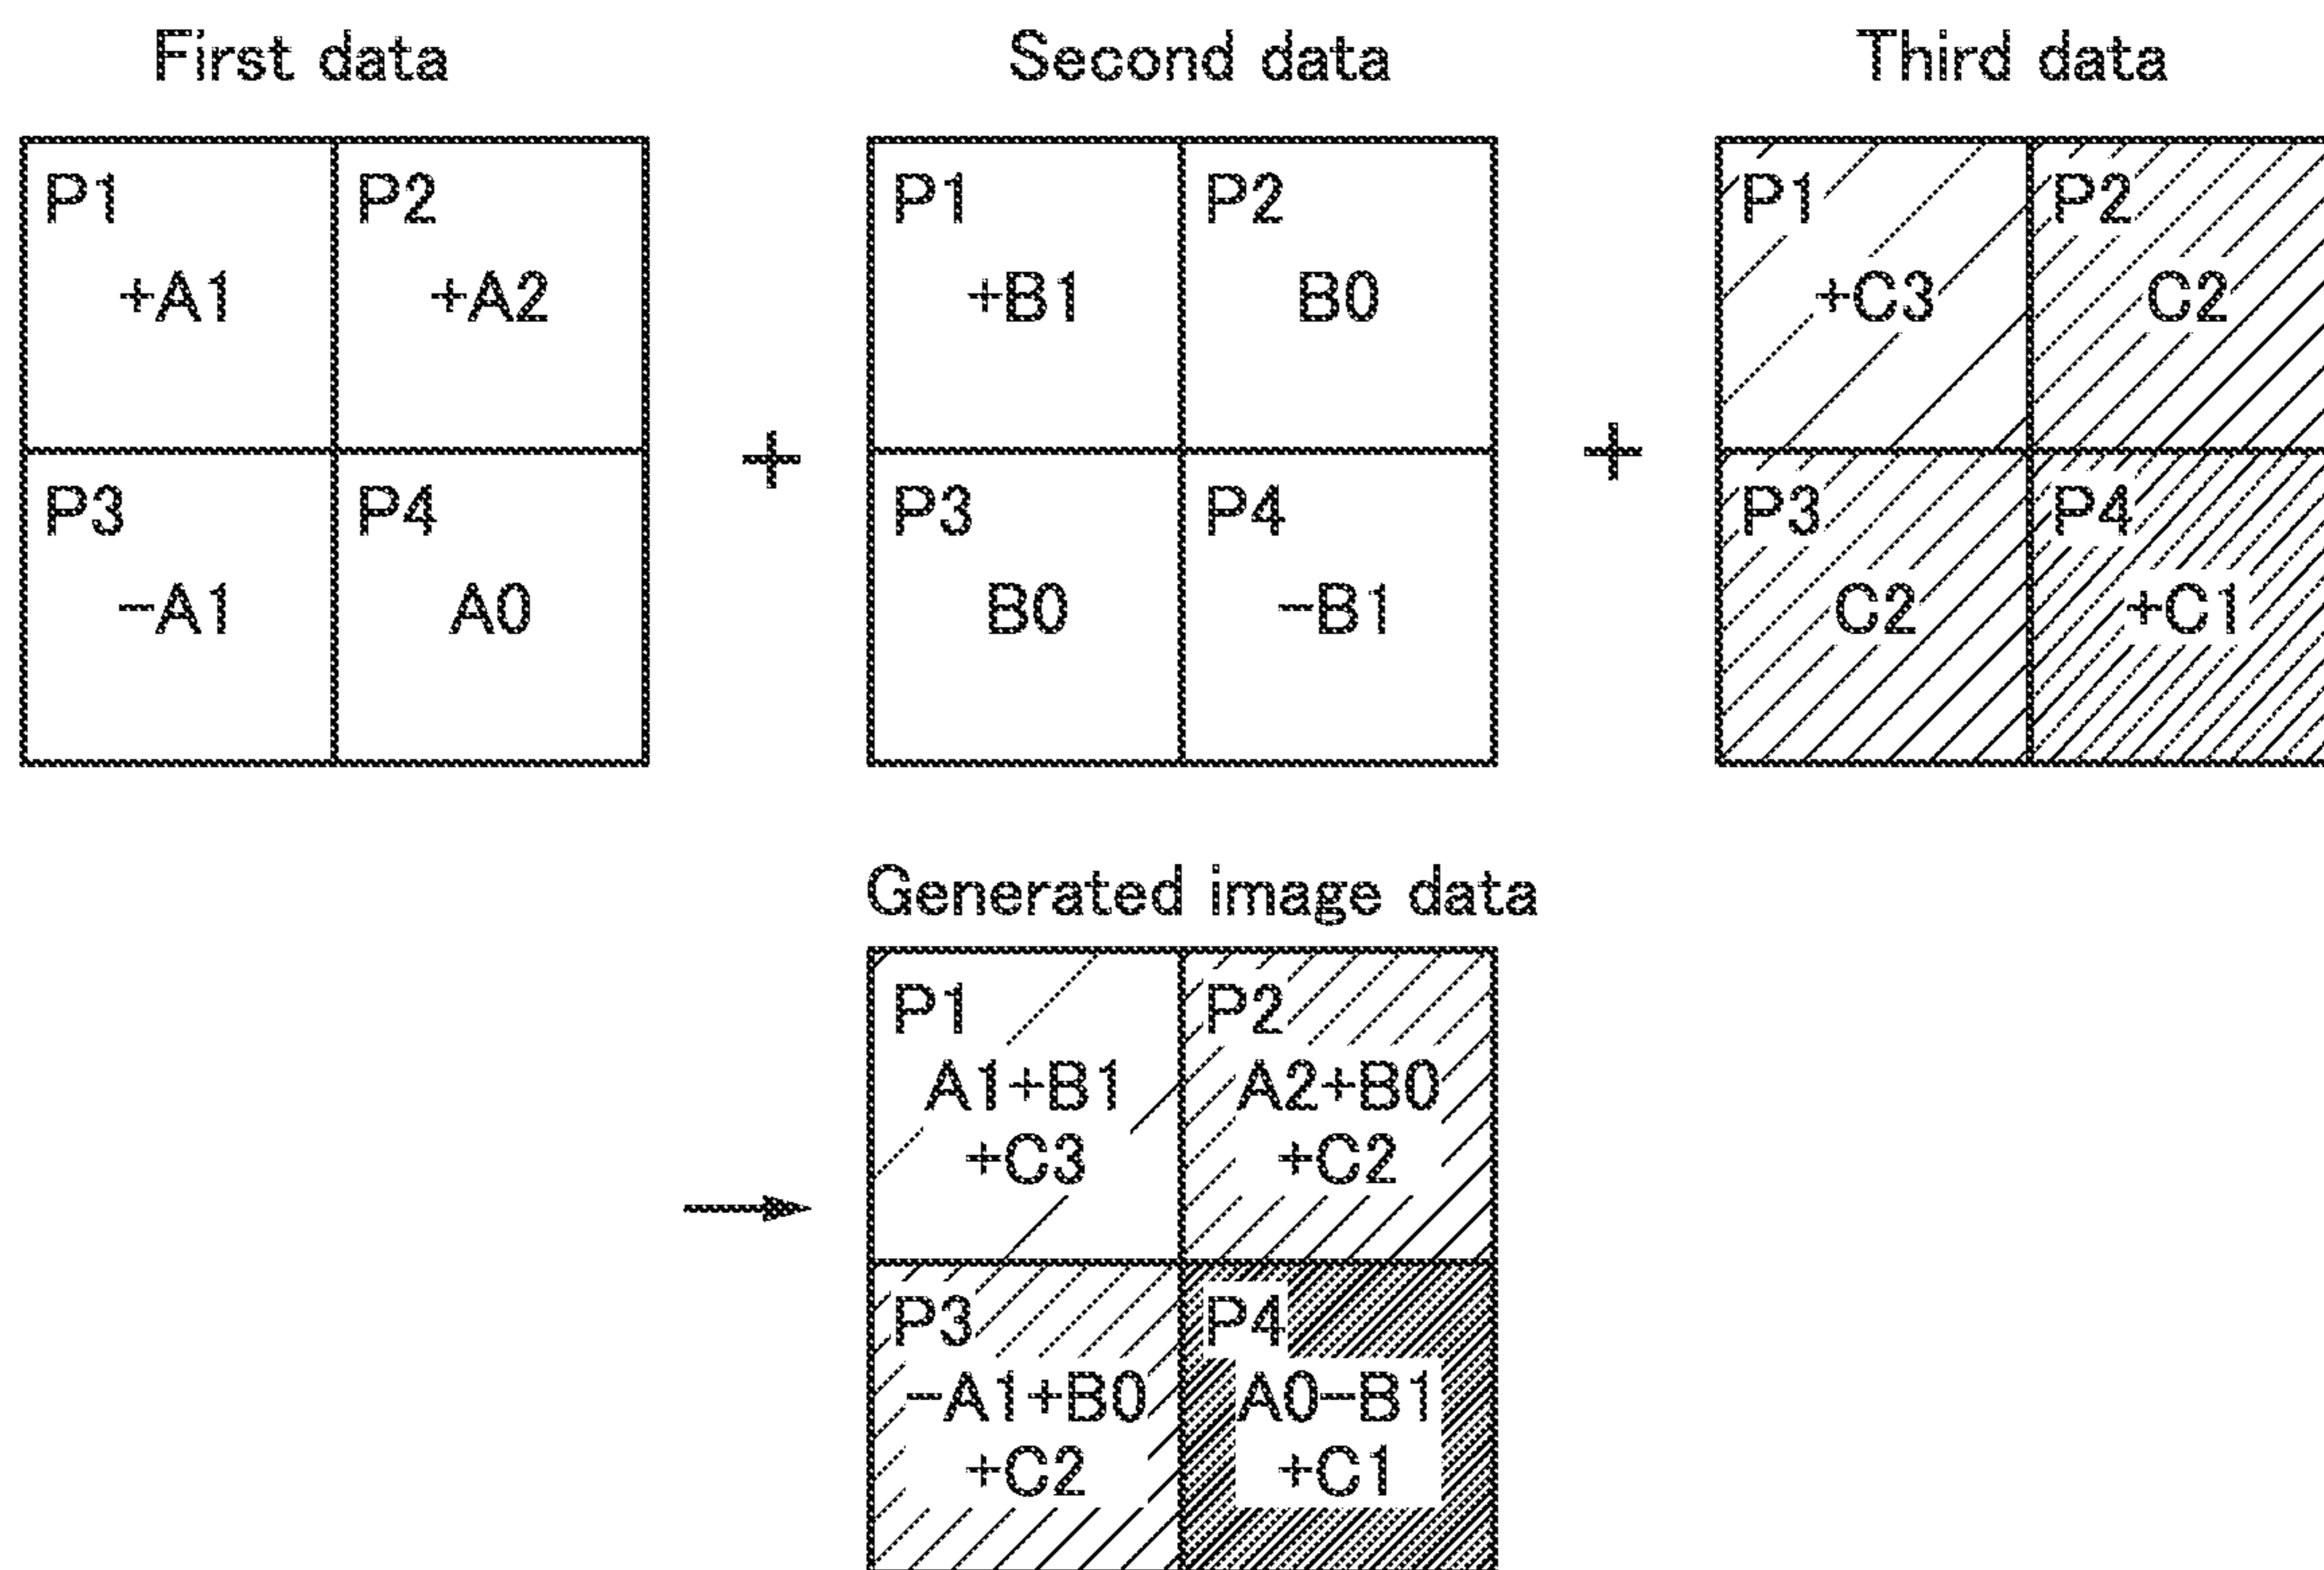 First data
P1
+A1
P2
+A2
P3
-A1
P4
A0
+
Second data
P1
+B1
P2
B0
P3
B0
P4
-B1
+
Third data
P1
+C3
P2
C2
P3
C2
P4
+C1
Generated image data
P1
A1+B1
+C3
P2
A2+B0
+C2
P3
-A1+B0
+C2
P4
A0-B1
+C1